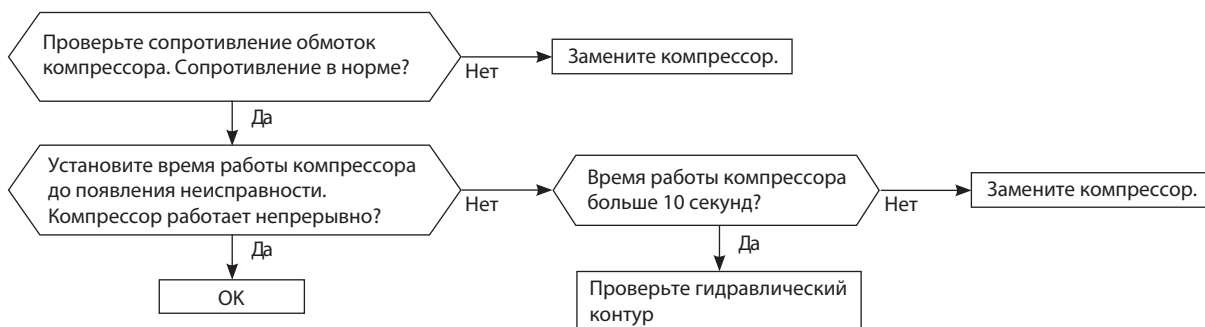 Проверьте сопротивление обмоток
компрессора. Сопротивление в норме?
Нет
Замените компрессор.
Да
Установите время работы компрессора
до появления неисправности.
Компрессор работает непрерывно?
Нет
Время работы компрессора
больше 10 секунд?
Нет
Замените компрессор.
Да
OK
Да
Проверьте гидравлический
контур